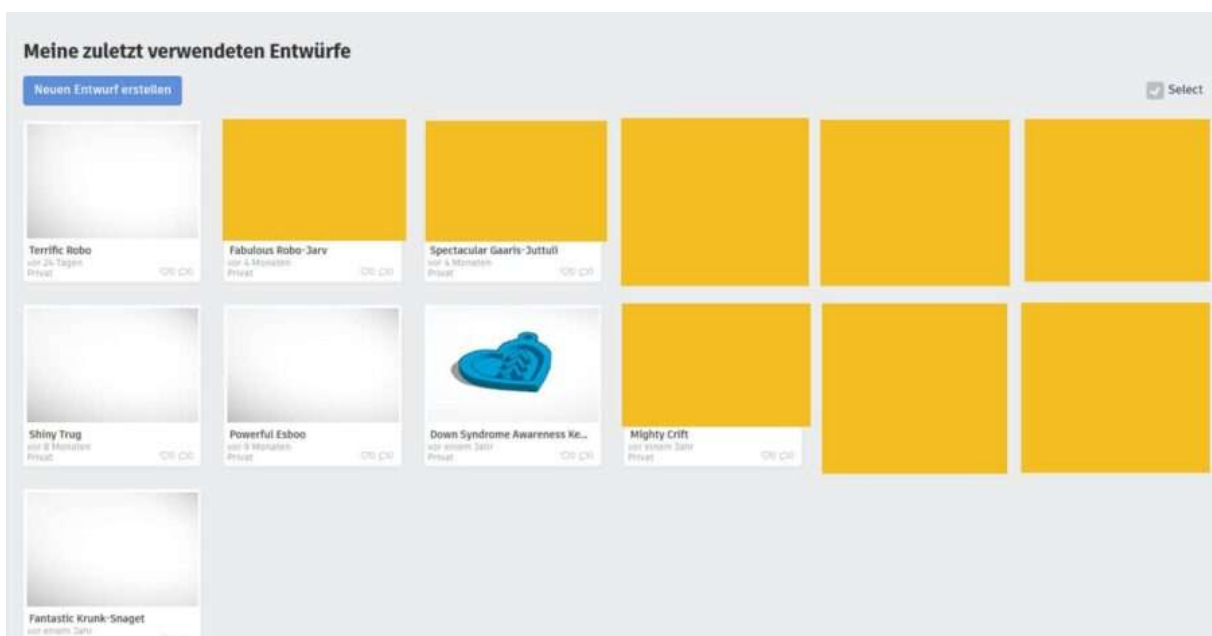 Meine zuletzt verwendeten Entwürfe
Neuen Entwurf erstellen
Select
Terrific Robo
vor 24 Tagen
Privat
Fabulous Robo-Jarv
vor 4 Monaten
Privat
Spectacular Gaaris-Juttuli
vor 4 Monaten
Privat
Shiny Trug
vor 8 Monaten
Privat
Powerful Esboo
vor 9 Monaten
Privat
Down Syndrome Awareness Ke...
vor einem Jahr
Privat
Mighty Crift
vor einem Jahr
Privat
Fantastic Krunk-Snaget
vor einem Jahr